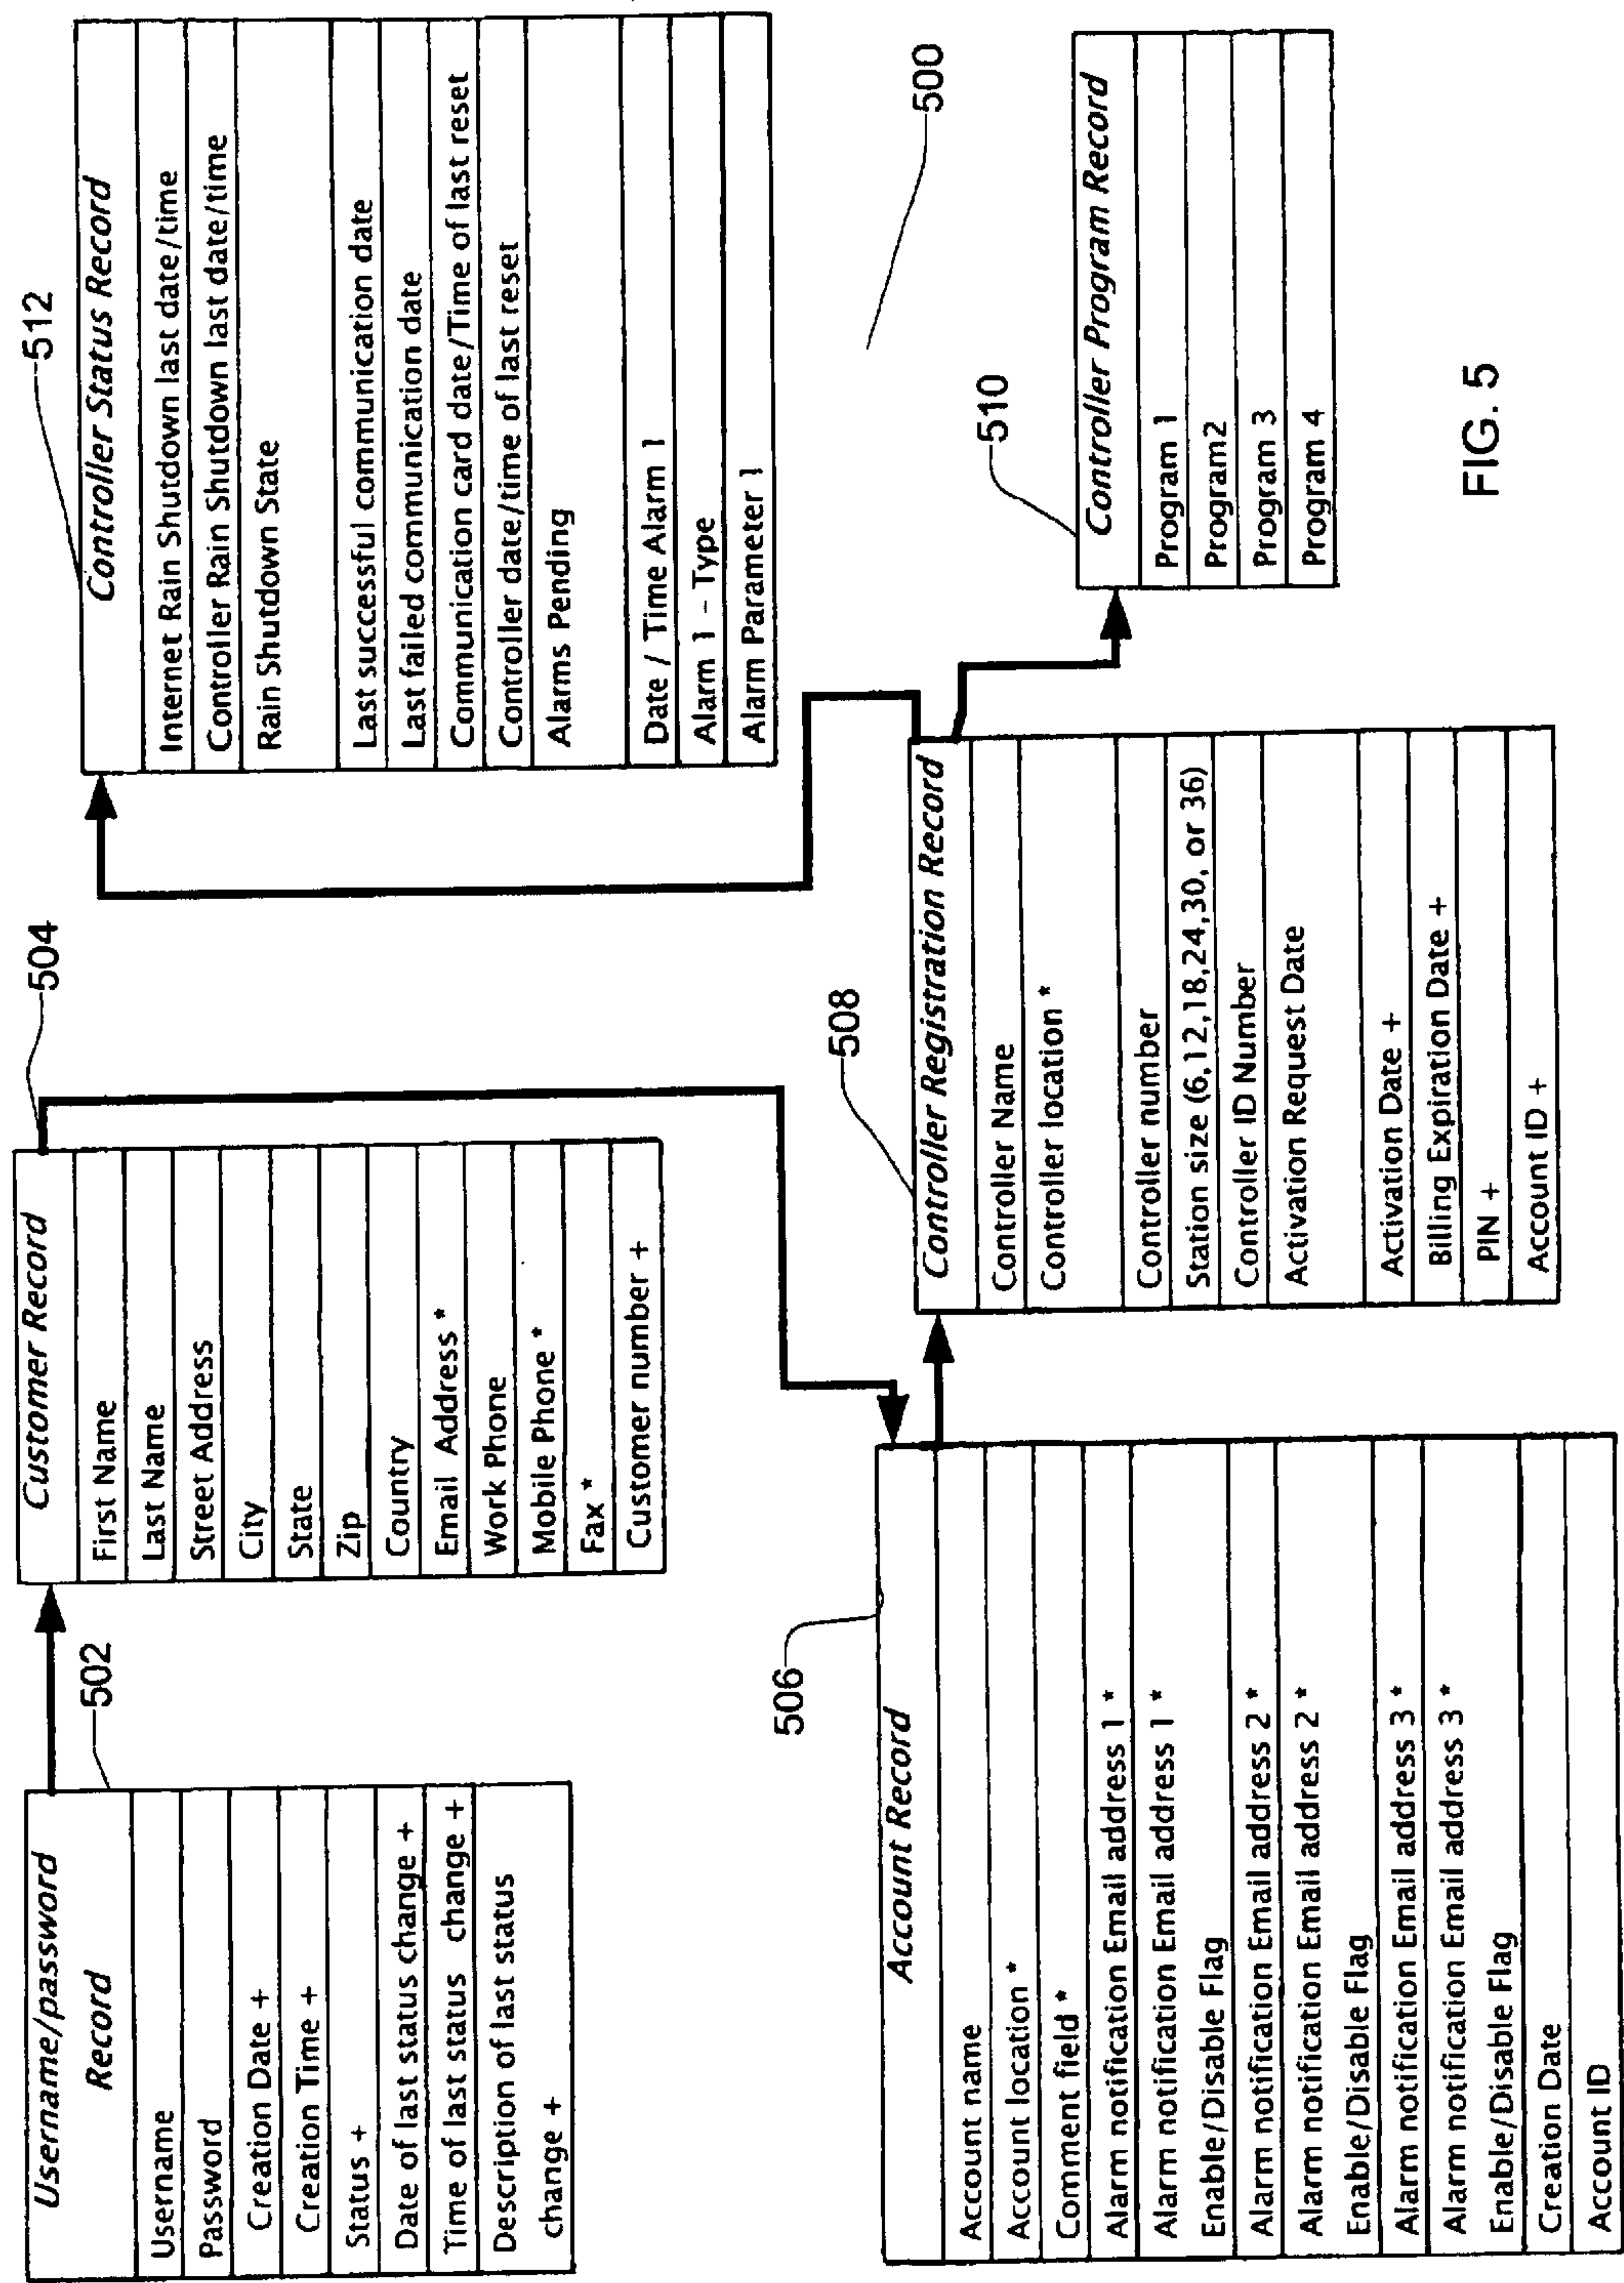 Username/password
Record
Username
Password
Creation Date +
Creation Time +
Status +
Date of last status change +
Time of last status change +
Description of last status
change +
502
Customer Record
First Name
Last Name
Street Address
City
State
Zip
Country
Email Address *
Work Phone
Mobile Phone *
Fax *
Customer number +
504
512
Controller Status Record
Internet Rain Shutdown last date/time
Controller Rain Shutdown last date/time
Rain Shutdown State
Last successful communication date
Last failed communication date
Communication card date/Time of last reset
Controller date/time of last reset
Alarms Pending
Date / Time Alarm 1
Alarm 1 - Type
Alarm Parameter 1
506
Account Record
Account name
Account location *
Comment field *
Alarm notification Email address 1 *
Alarm notification Email address 1 *
Enable/Disable Flag
Alarm notification Email address 2 *
Alarm notification Email address 2 *
Enable/Disable Flag
Alarm notification Email address 3 *
Alarm notification Email address 3 *
Enable/Disable Flag
Creation Date
Account ID
508
Controller Registration Record
Controller Name
Controller location *
Controller number
Station size (6,12,18,24,30, or 36)
Controller ID Number
Activation Request Date
Activation Date +
Billing Expiration Date +
PIN +
Account ID +
500
510
Controller Program Record
Program 1
Program2
Program 3
Program 4
FIG. 5